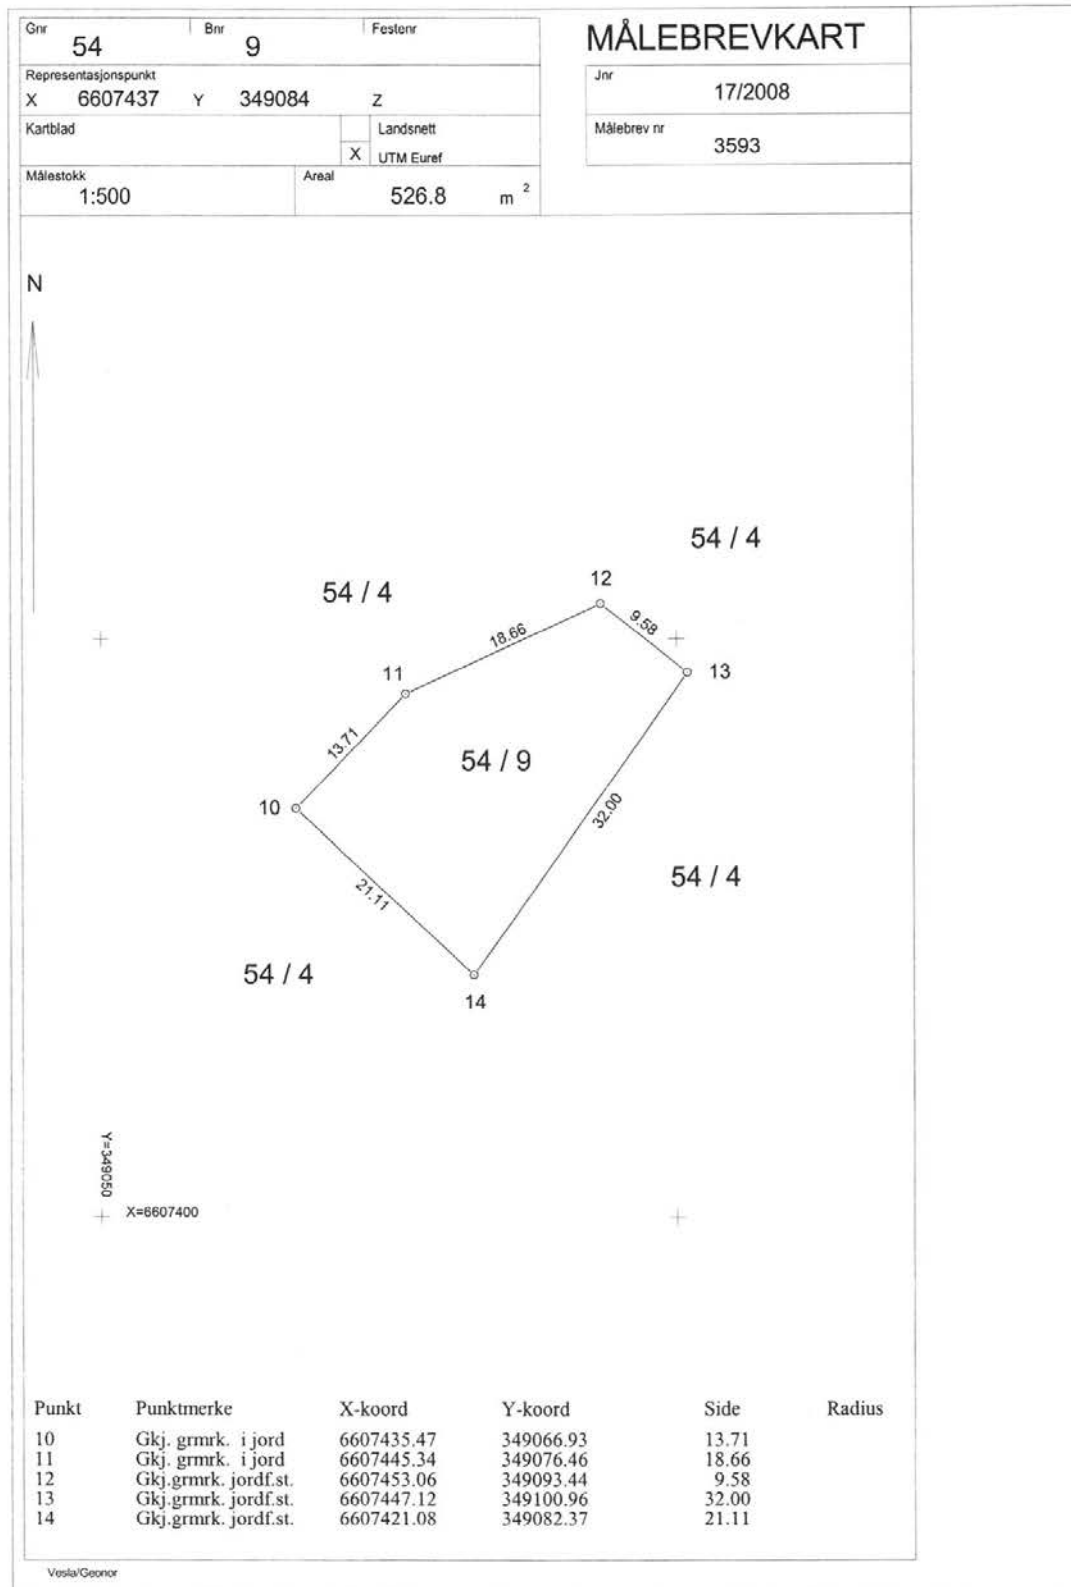 Gnr 54 Bnr 9 Festenr
MÅLEBREVKART
Representasjonspunkt
X 6607437 Y 349084 Z
Jnr 17/2008
Kartblad
Landsnett
X UTM Euref
Målebrev nr 3593
Målestokk 1:500
Areal 526.8 m 2
N
54 / 4
54 / 4
12
9.58
18.66
11
13
13.71
54 / 9
10
32.00
21.11
54 / 4
54 / 4
14
Y=349050
X=6607400
Punkt Punktmerke X-koord Y-koord Side Radius
10 Gkj. grmrk. i jord 6607435.47 349066.93 13.71
11 Gkj. grmrk. i jord 6607445.34 349076.46 18.66
12 Gkj.grmrk. jordf.st. 6607453.06 349093.44 9.58
13 Gkj.grmrk. jordf.st. 6607447.12 349100.96 32.00
14 Gkj.grmrk. jordf.st. 6607421.08 349082.37 21.11
Vesla/Geonor